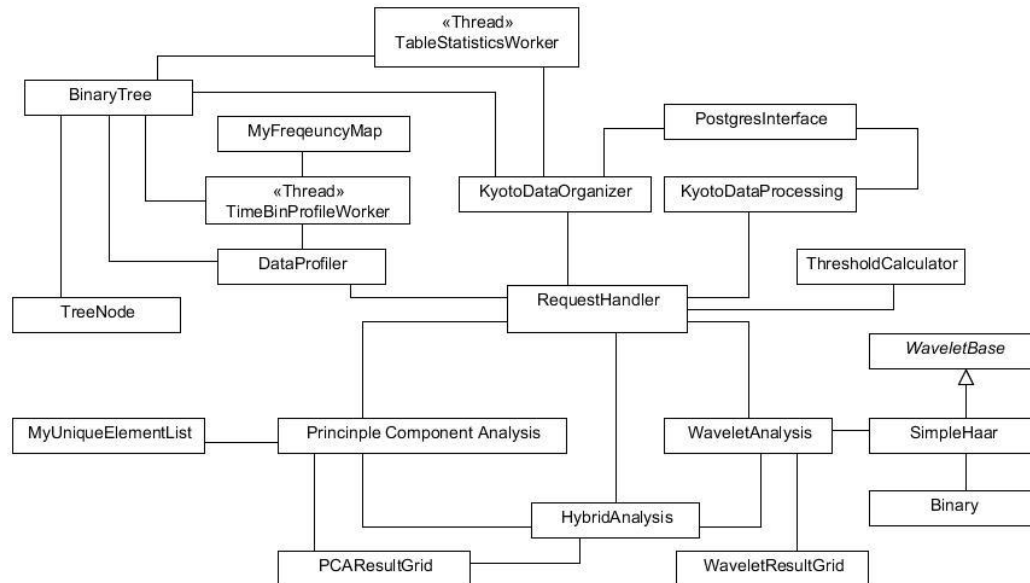 «Thread»
TableStatisticsWorker
BinaryTree
PostgresInterface
MyFreqeuncyMap
«Thread»
TimeBinProfileWorker
KyotoDataOrganizer
KyotoDataProcessing
DataProfiler
ThresholdCalculator
RequestHandler
TreeNode
WaveletBase
MyUniqueElementList
Princinple Component Analysis
WaveletAnalysis
SimpleHaar
Binary
HybridAnalysis
PCAResultGrid
WaveletResultGrid